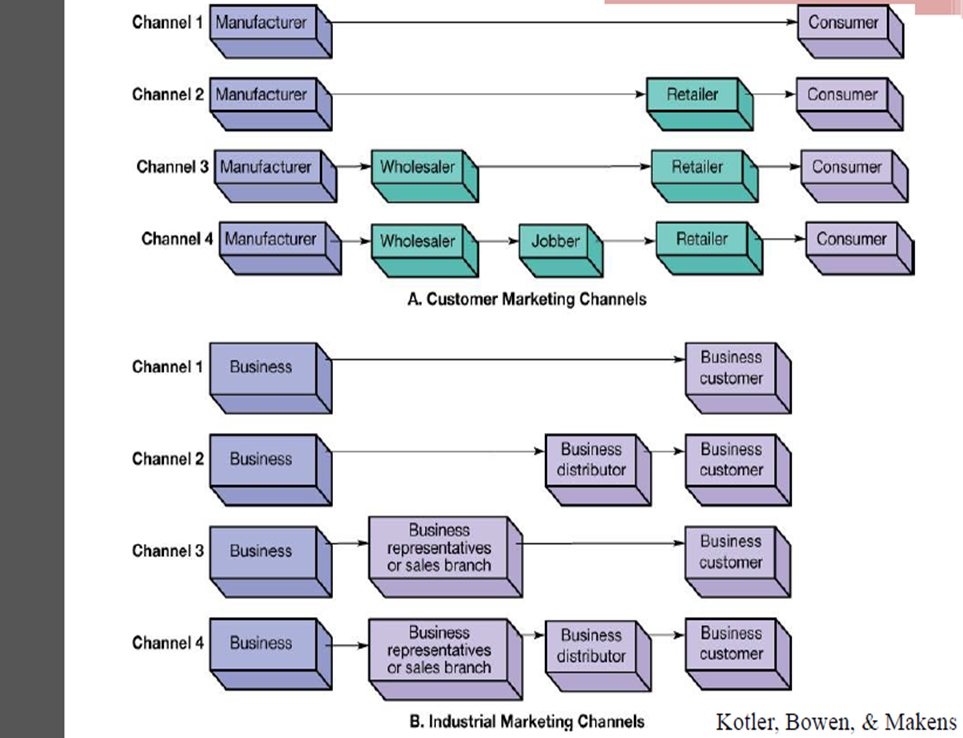 Channel 1 Manufacturer Consumer
Channel 2 Manufacturer Retailer Consumer
Channel 3 Manufacturer Wholesaler Retailer Consumer
Channel 4 Manufacturer Wholesaler Jobber Retailer Consumer
A. Customer Marketing Channels
Channel 1 Business
Business
customer
Channel 2 Business
Business
distributor
Business
customer
Channel 3 Business
Business
representatives
or sales branch
Business
customer
Channel 4 Business
Business
representatives
or sales branch
Business
distributor
Business
customer
B. Industrial Marketing Channels
Kotler, Bowen, & Makens